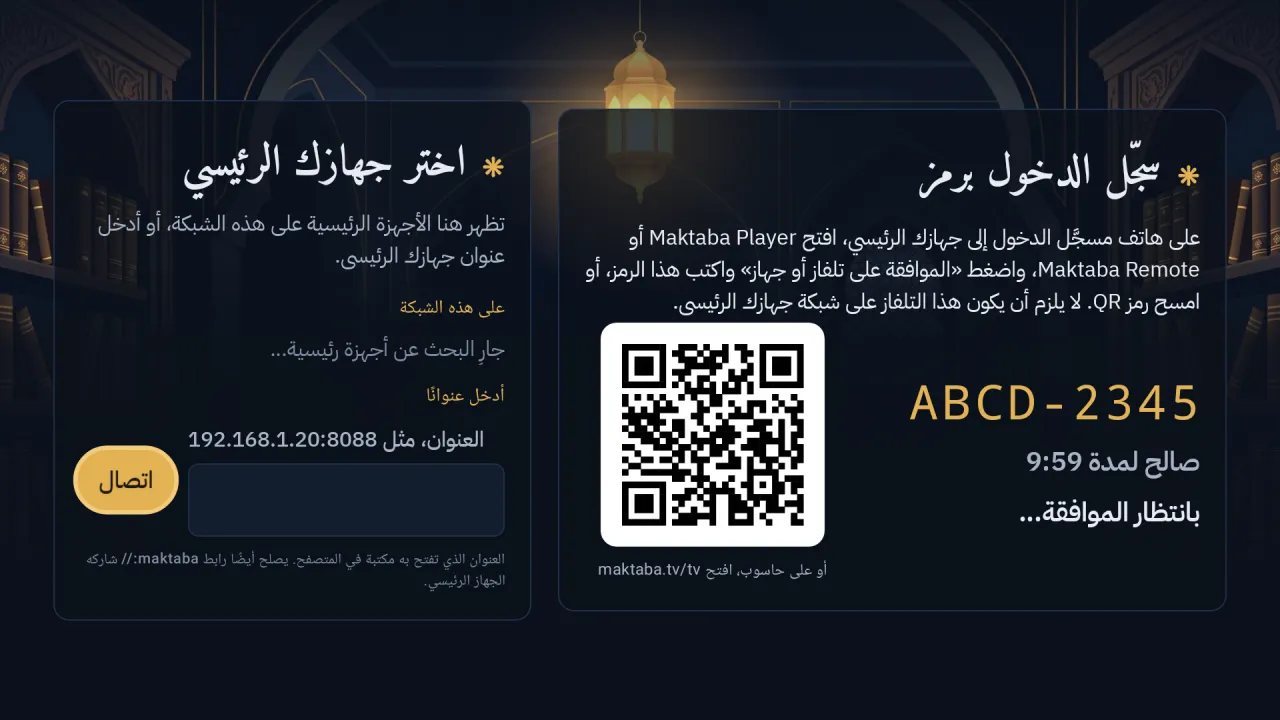 سجّل الدخول برمز
على هاتف مسجَّل الدخول إلى جهازك الرئيسي، افتح Maktaba Player أو
Maktaba Remote، واضغط «الموافقة على تلفاز أو جهاز» واكتب هذا الرمز، أو
امسح رمز QR. لا يلزم أن يكون هذا التلفاز على شبكة جهازك الرئيسي.
ABCD-2345
صالح لمدة 9:59
بانتظار الموافقة...
أو على حاسوب، افتح maktaba.tv/tv
اختر جهازك الرئيسي
تظهر هنا الأجهزة الرئيسية على هذه الشبكة، أو أدخل
عنوان جهازك الرئيسي.
على هذه الشبكة
جارِ البحث عن أجهزة رئيسية...
أدخل عنوانًا
العنوان، مثل 192.168.1.20:8088
اتصال
العنوان الذي تفتح به مكتبة في المتصفح. يصلح أيضًا رابط maktaba:// شاركه
الجهاز الرئيسي.